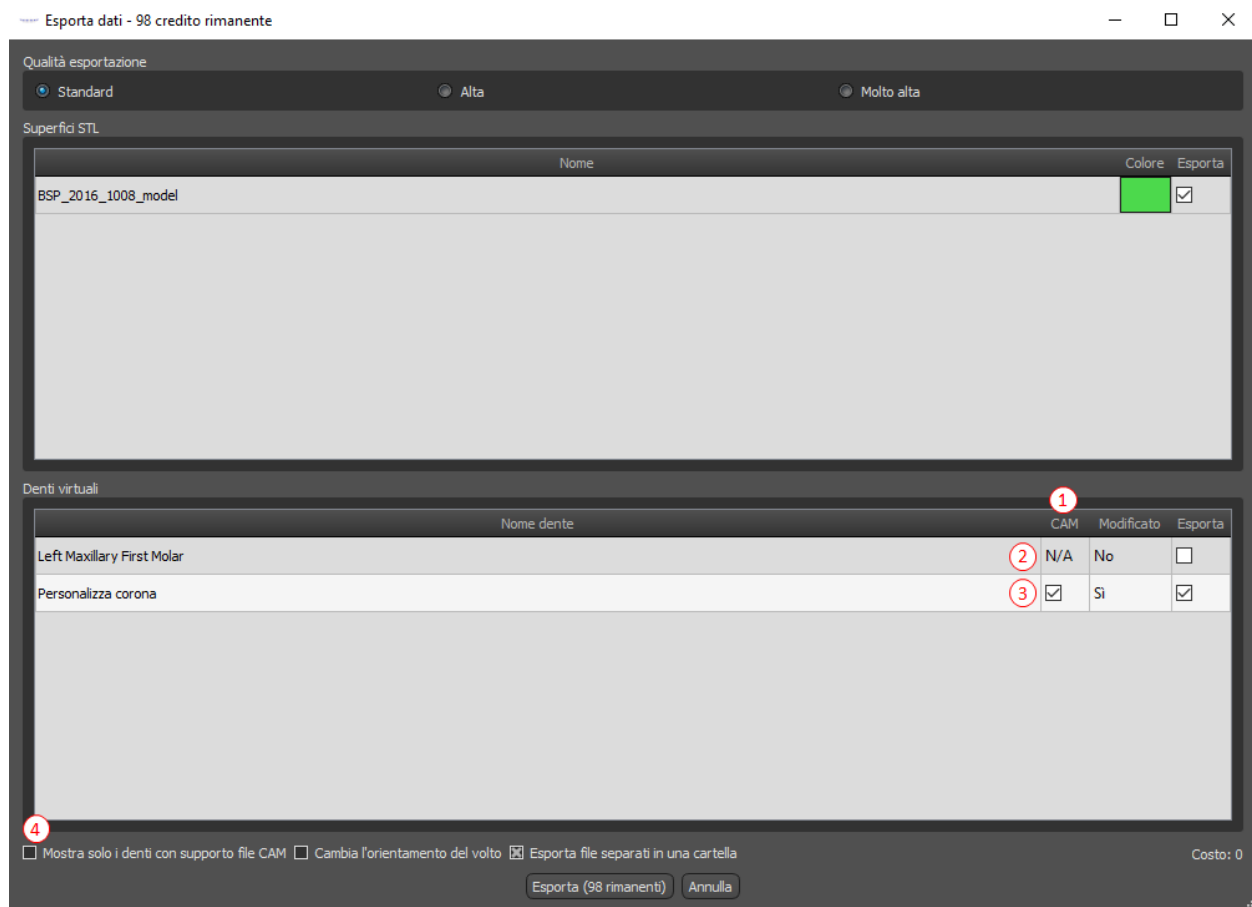 Esporta dati - 98 credito rimanente
Qualità esportazione
Standard Alta Molto alta
Superfici STL
Nome Colore Esporta
BSP_2016_1008_model
Denti virtuali
1
Nome dente CAM Modificato Esporta
Left Maxillary First Molar 2 N/A No
Personalizza corona 3 Sì
4
Mostra solo i denti con supporto file CAM Cambia l'orientamento del volto Esporta file separati in una cartella Costo: 0
Esporta (98 rimanenti) Annulla